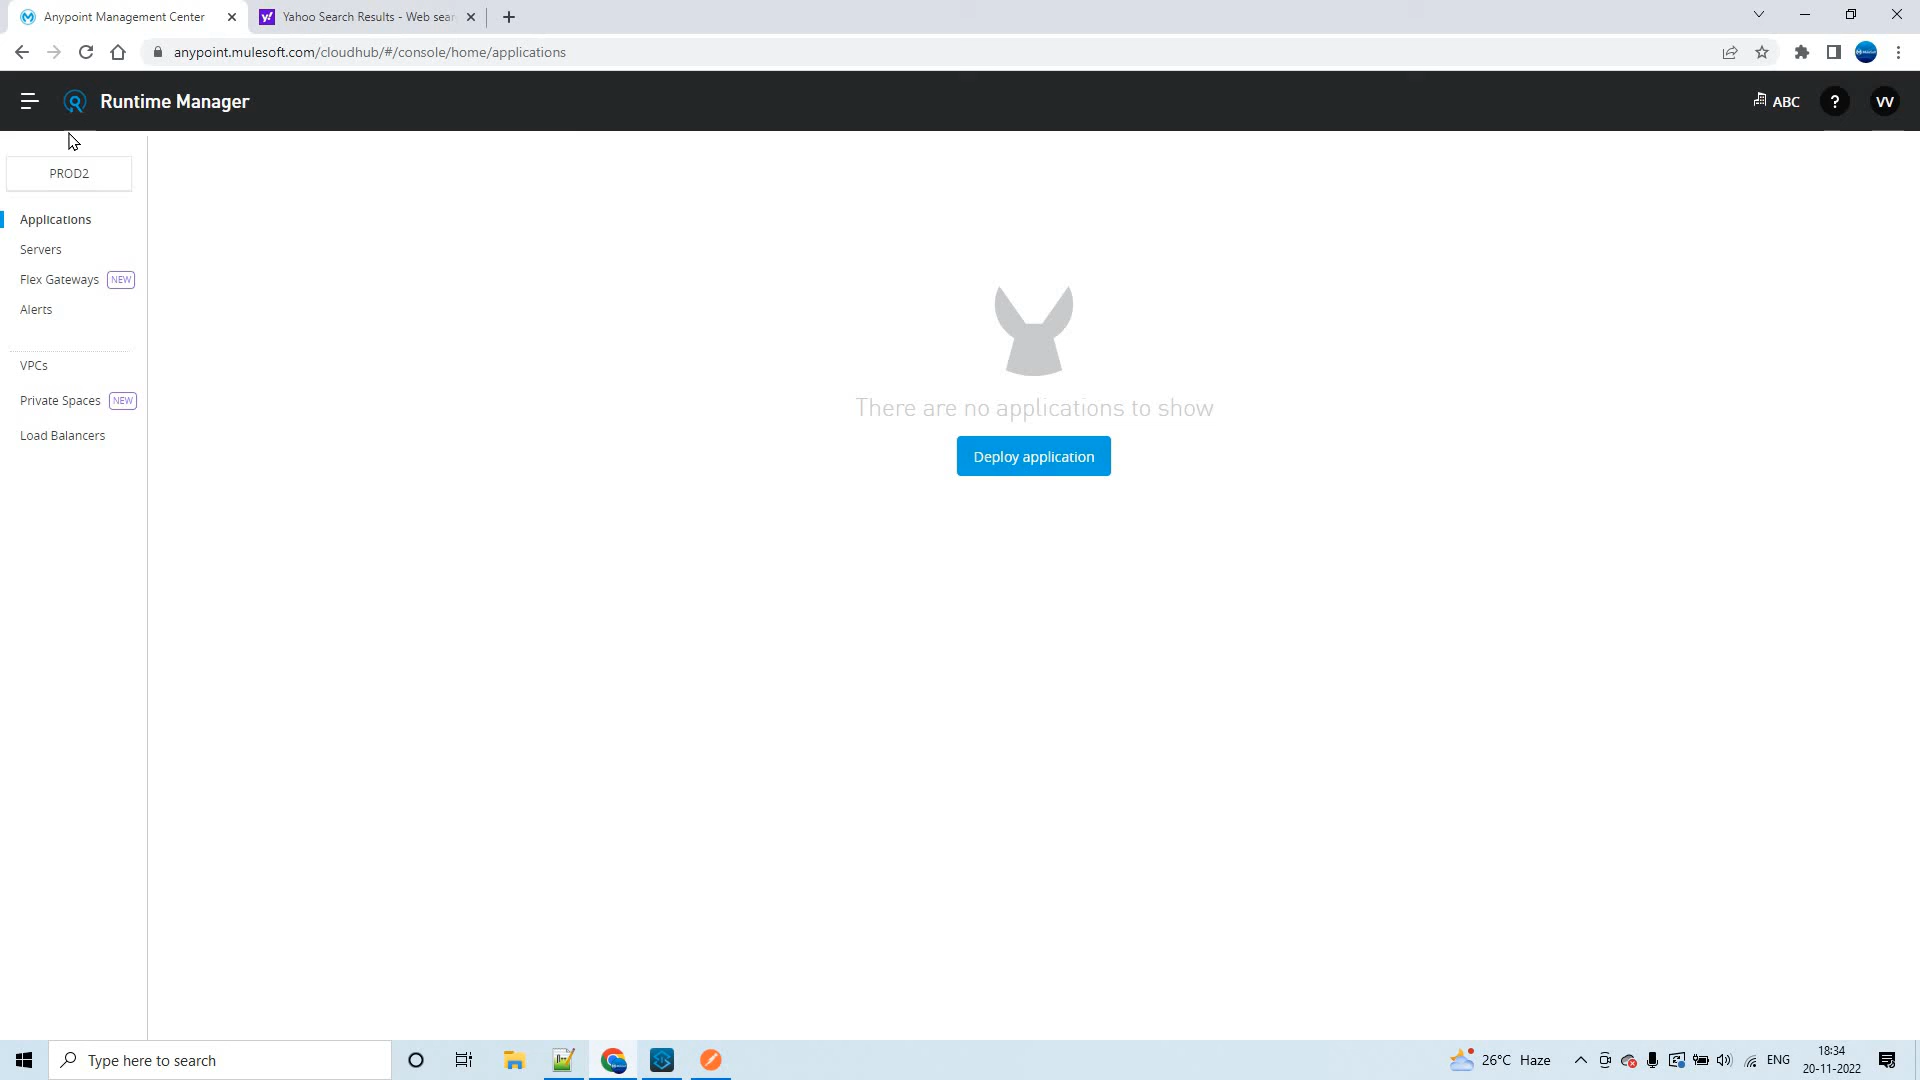 Anypoint Management Center
Yahoo Search Results - Web sear
anypoint.mulesoft.com/cloudhub/#/console/home/applications
Runtime Manager
ABC
?
VV
PROD2
Applications
Servers
Flex Gateways NEW
Alerts
VPCs
Private Spaces NEW
Load Balancers
There are no applications to show
Deploy application
Type here to search
26°C Haze
ENG
18:34
20-11-2022